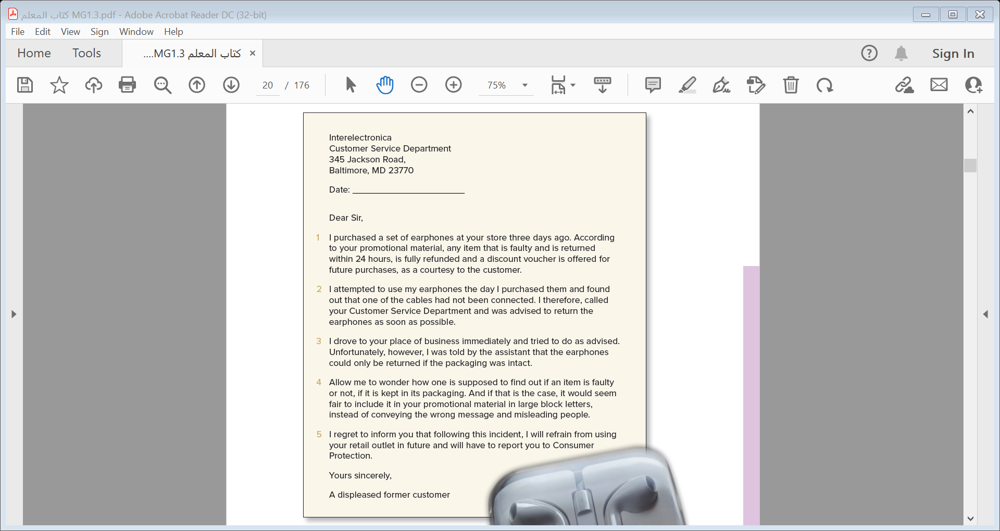 كتاب المعلم MG1.3.pdf - Adobe Acrobat Reader DC (32-bit)
File Edit View Sign Window Help
Home Tools كتاب المعلم MG1.3.... × Sign In
20 / 176 75%
Interelectronica
Customer Service Department
345 Jackson Road,
Baltimore, MD 23770
Date:
Dear Sir,
1 I purchased a set of earphones at your store three days ago. According
to your promotional material, any item that is faulty and is returned
within 24 hours, is fully refunded and a discount voucher is offered for
future purchases, as a courtesy to the customer.
2 I attempted to use my earphones the day I purchased them and found
out that one of the cables had not been connected. I therefore, called
your Customer Service Department and was advised to return the
earphones as soon as possible.
3 I drove to your place of business immediately and tried to do as advised.
Unfortunately, however, I was told by the assistant that the earphones
could only be returned if the packaging was intact.
4 Allow me to wonder how one is supposed to find out if an item is faulty
or not, if it is kept in its packaging. And if that is the case, it would seem
fair to include it in your promotional material in large block letters,
instead of conveying the wrong message and misleading people.
5 I regret to inform you that following this incident, I will refrain from using
your retail outlet in future and will have to report you to Consumer
Protection.
Yours sincerely,
A displeased former customer